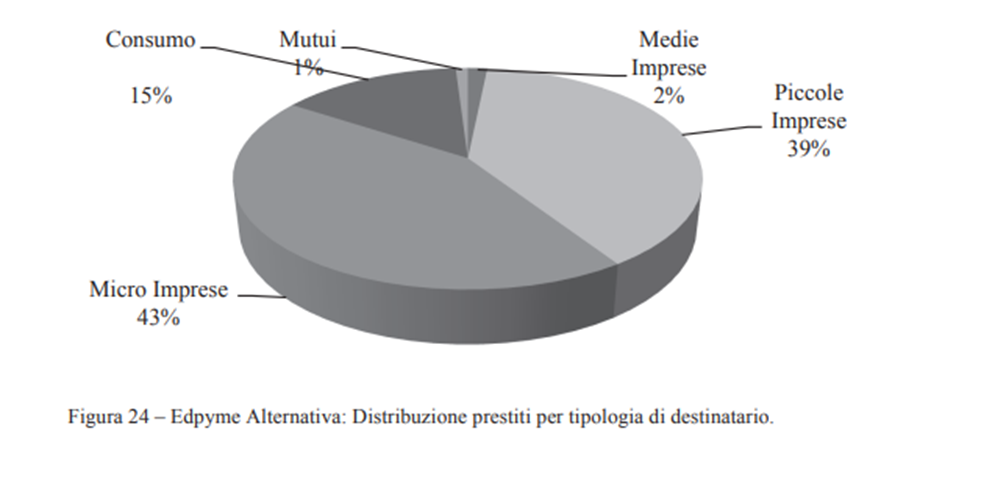 Consumo
15%
Mutui
1%
Medie
Imprese
2%
Piccole
Imprese
39%
Micro Imprese
43%
Figura 24 – Edpyme Alternativa: Distribuzione prestiti per tipologia di destinatario.